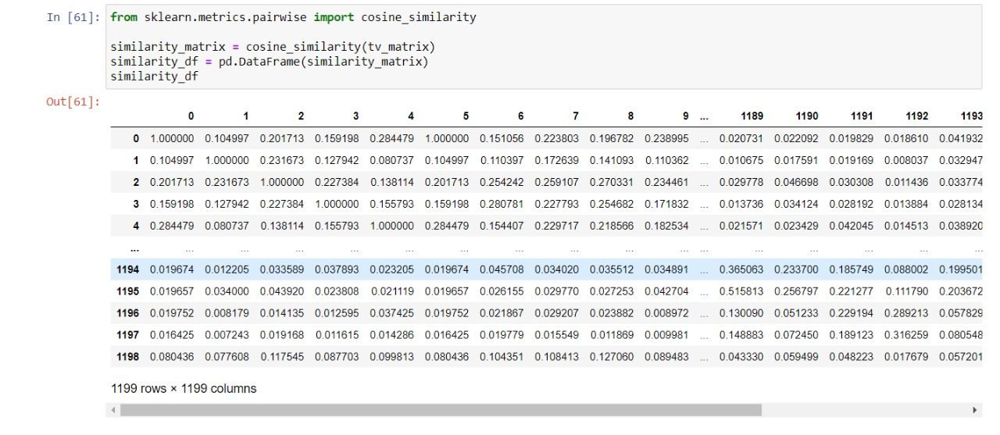 In [61]: from sklearn.metrics.pairwise import cosine_similarity
similarity_matrix = cosine_similarity(tv_matrix)
similarity_df = pd.DataFrame(similarity_matrix)
similarity_df
Out[61]:
0 1 2 3 4 5 6 7 8 9 ... 1189 1190 1191 1192 1193
0 1.000000 0.104997 0.201713 0.159198 0.284479 1.000000 0.151056 0.223803 0.196782 0.238995 ... 0.020731 0.022092 0.019829 0.018610 0.041932
1 0.104997 1.000000 0.231673 0.127942 0.080737 0.104997 0.110397 0.172639 0.141093 0.110362 ... 0.010675 0.017591 0.019169 0.008037 0.032947
2 0.201713 0.231673 1.000000 0.227384 0.138114 0.201713 0.254242 0.259107 0.270331 0.234461 ... 0.029778 0.046698 0.030308 0.011436 0.033774
3 0.159198 0.127942 0.227384 1.000000 0.155793 0.159198 0.280781 0.227793 0.254682 0.171832 ... 0.013736 0.034124 0.028192 0.013884 0.028134
4 0.284479 0.080737 0.138114 0.155793 1.000000 0.284479 0.154407 0.229717 0.218566 0.182534 ... 0.021571 0.023429 0.042045 0.014513 0.038920
... ... ... ... ... ... ... ... ... ... ... ... ... ... ... ... ...
1194 0.019674 0.012205 0.033589 0.037893 0.023205 0.019674 0.045708 0.034020 0.035512 0.034891 ... 0.365063 0.233700 0.185749 0.088002 0.199501
1195 0.019657 0.034000 0.043920 0.023808 0.021119 0.019657 0.026155 0.029770 0.027253 0.042704 ... 0.515813 0.256797 0.221277 0.111790 0.203672
1196 0.019752 0.008179 0.014135 0.012595 0.037425 0.019752 0.021867 0.029207 0.023882 0.008972 ... 0.130090 0.051233 0.229194 0.289213 0.057829
1197 0.016425 0.007243 0.019168 0.011615 0.014286 0.016425 0.019779 0.015549 0.011869 0.009981 ... 0.148883 0.072450 0.189123 0.316259 0.080548
1198 0.080436 0.077608 0.117545 0.087703 0.099813 0.080436 0.104351 0.108413 0.127060 0.089483 ... 0.043330 0.059499 0.048223 0.017679 0.057201
1199 rows × 1199 columns